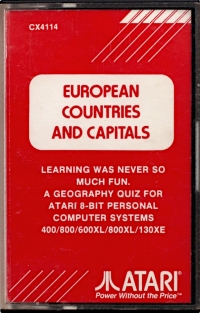 CX4114
EUROPEAN
COUNTRIES
AND CAPITALS
LEARNING WAS NEVER SO
MUCH FUN.
A GEOGRAPHY QUIZ FOR
ATARI 8-BIT PERSONAL
COMPUTER SYSTEMS
400/800/600XL/800XL/130XE
ATARI®
Power Without the Price™